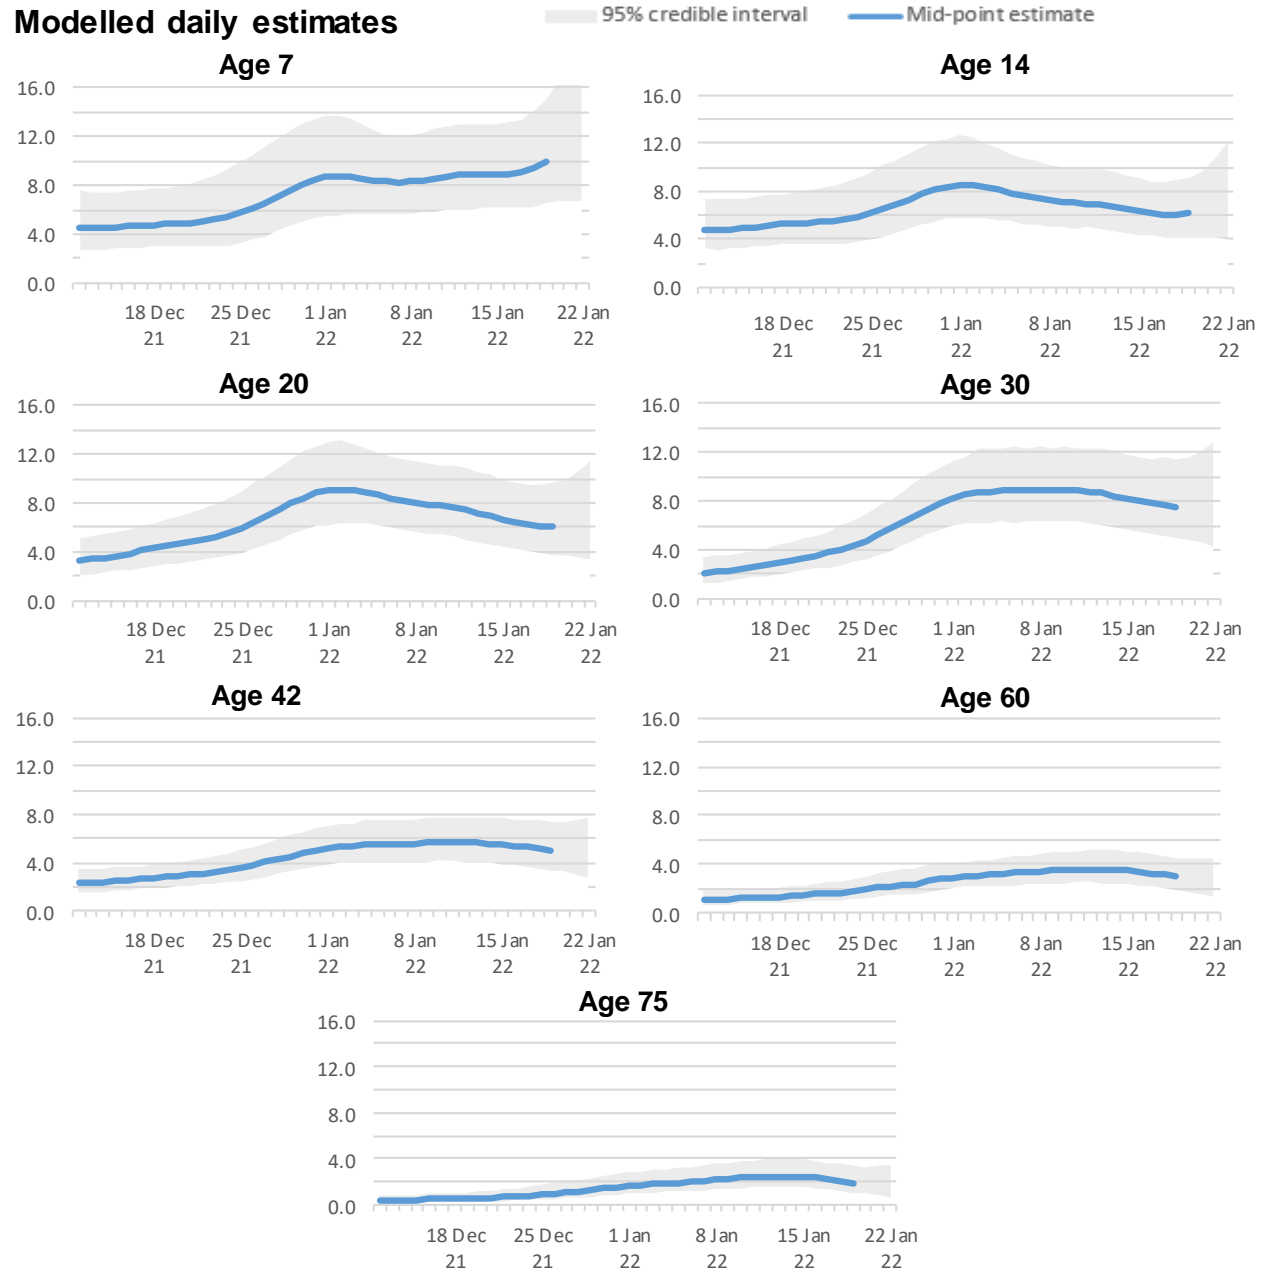 Modelled daily estimates
95% credible interval
Mid-point estimate
Age 7
16.0
12.0
8.0
4.0
0.0
18 Dec 25 Dec 1 Jan 8 Jan 15 Jan 22 Jan
21 21 22 22 22 22
Age 14
16.0
12.0
8.0
4.0
0.0
18 Dec 25 Dec 1 Jan 8 Jan 15 Jan 22 Jan
21 21 22 22 22 22
Age 20
16.0
12.0
8.0
4.0
0.0
18 Dec 25 Dec 1 Jan 8 Jan 15 Jan 22 Jan
21 21 22 22 22 22
Age 30
16.0
12.0
8.0
4.0
0.0
18 Dec 25 Dec 1 Jan 8 Jan 15 Jan 22 Jan
21 21 22 22 22 22
Age 42
16.0
12.0
8.0
4.0
0.0
18 Dec 25 Dec 1 Jan 8 Jan 15 Jan 22 Jan
21 21 22 22 22 22
Age 60
16.0
12.0
8.0
4.0
0.0
18 Dec 25 Dec 1 Jan 8 Jan 15 Jan 22 Jan
21 21 22 22 22 22
Age 75
16.0
12.0
8.0
4.0
0.0
18 Dec 25 Dec 1 Jan 8 Jan 15 Jan 22 Jan
21 21 22 22 22 22